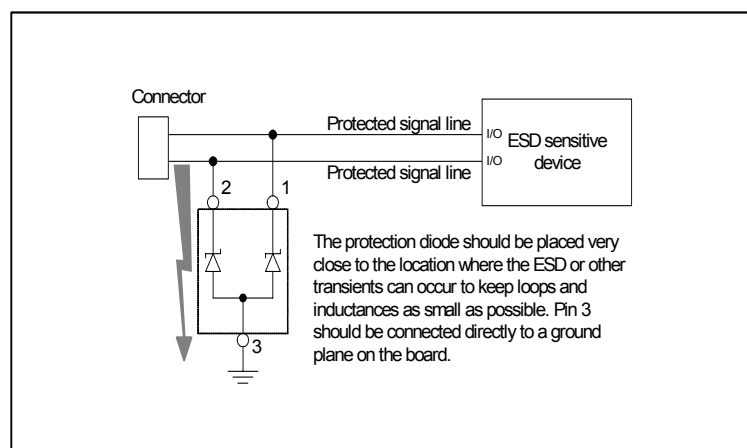 Connector
Protected signal line
I/O
ESD sensitive
device
Protected signal line
I/O
2
1
The protection diode should be placed very
close to the location where the ESD or other
transients can occur to keep loops and
inductances as small as possible. Pin 3
should be connected directly to a ground
plane on the board.
3